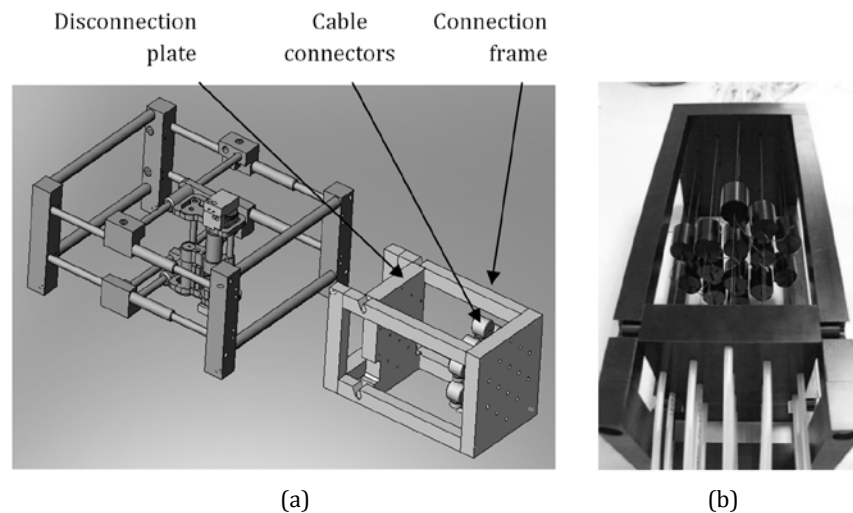 Disconnection
plate
Cable
connectors
Connection
frame
(a)
(b)